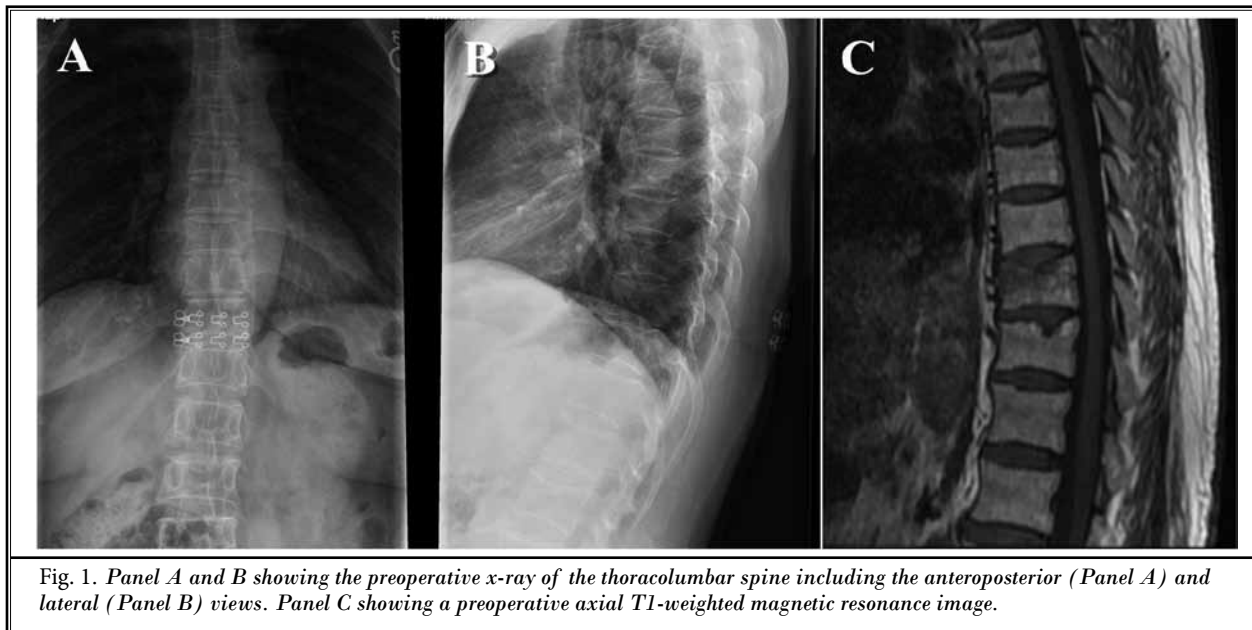 A
B
C
Fig. 1. Panel A and B showing the preoperative x-ray of the thoracolumbar spine including the anteroposterior (Panel A) and
lateral (Panel B) views. Panel C showing a preoperative axial T1-weighted magnetic resonance image.